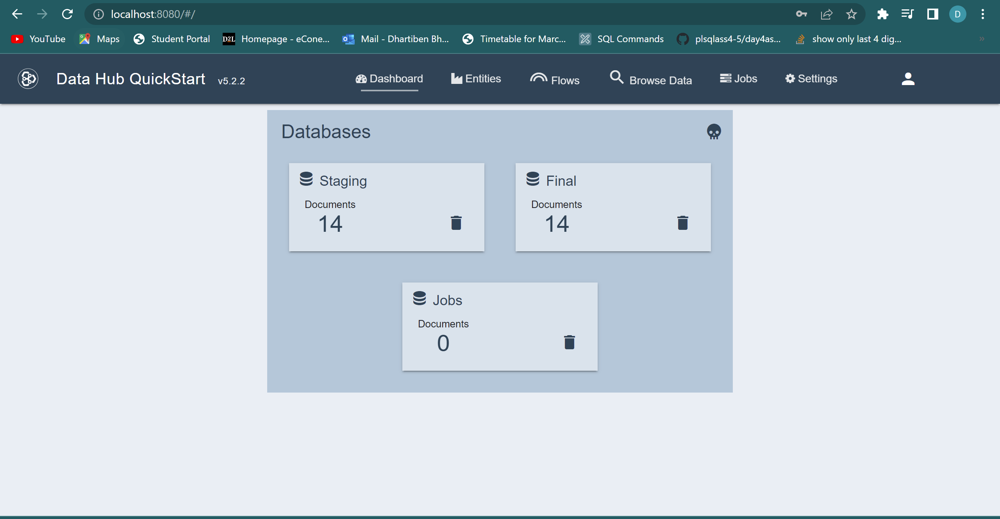 localhost:8080/#/
D
YouTube Maps Student Portal D2L Homepage - eCone... Mail - Dhartiben Bh... Timetable for Marc... SQL Commands plsqlass4-5/day4as... show only last 4 dig... »
Data Hub QuickStart v5.2.2 Dashboard Entities Flows Browse Data Jobs Settings
Databases
Staging
Documents
14
Final
Documents
14
Jobs
Documents
0